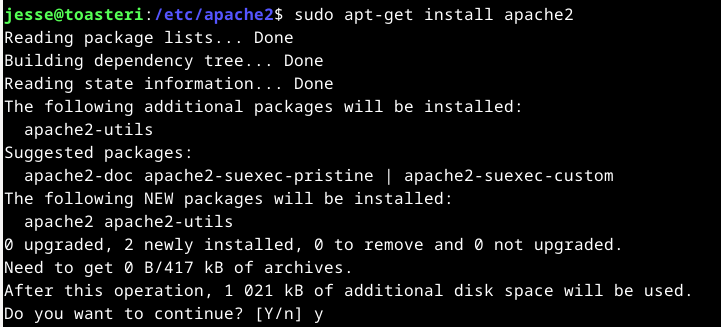 jesse@toasteri:/etc/apache2$ sudo apt-get install apache2
Reading package lists... Done
Building dependency tree... Done
Reading state information... Done
The following additional packages will be installed:
  apache2-utils
Suggested packages:
  apache2-doc apache2-suexec-pristine | apache2-suexec-custom
The following NEW packages will be installed:
  apache2 apache2-utils
0 upgraded, 2 newly installed, 0 to remove and 0 not upgraded.
Need to get 0 B/417 kB of archives.
After this operation, 1 021 kB of additional disk space will be used.
Do you want to continue? [Y/n] y